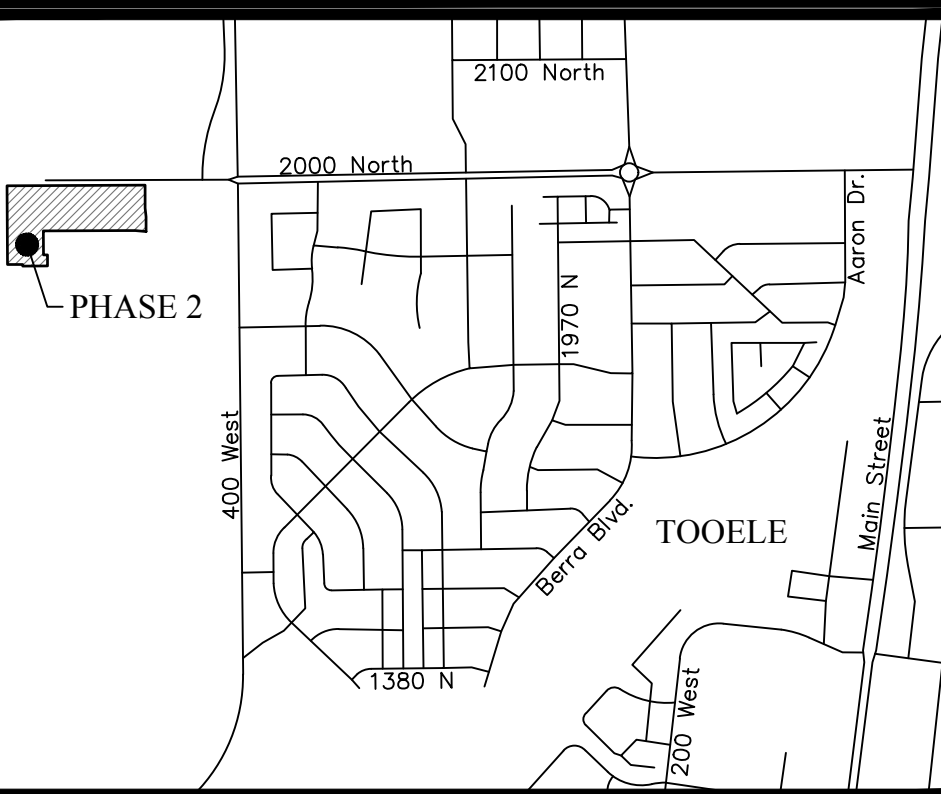 2100 North
2000 North
Aaron Dr.
PHASE 2
1970 N
400 West
Main Street
Berra Blvd.
TOOELE
1380 N
200 West